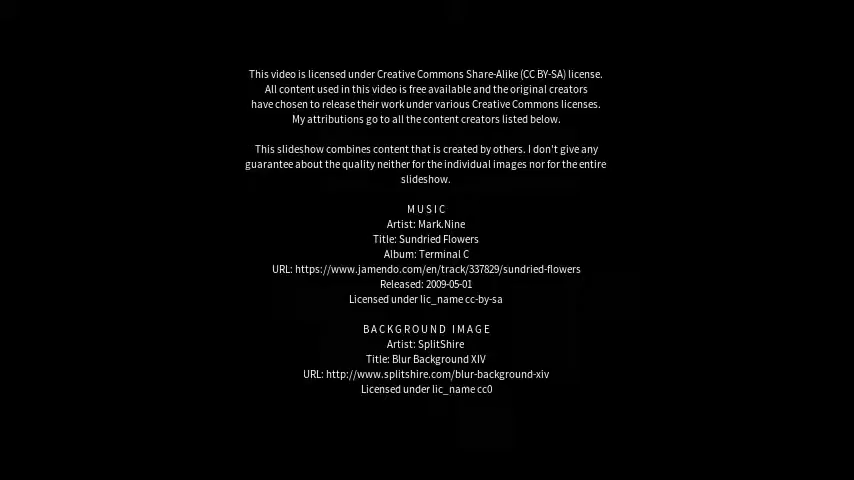 This video is licensed under Creative Commons Share-Alike (CC BY-SA) license.
All content used in this video is free available and the original creators
have chosen to release their work under various Creative Commons licenses.
My attributions go to all the content creators listed below.
This slideshow combines content that is created by others. I don't give any
guarantee about the quality neither for the individual images nor for the entire
slideshow.
MUSIC
Artist: Mark.Nine
Title: Sundried Flowers
Album: Terminal C
URL: https://www.jamendo.com/en/track/337829/sundried-flowers
Released: 2009-05-01
Licensed under lic_name cc-by-sa
BACKGROUND IMAGE
Artist: SplitShire
Title: Blur Background XIV
URL: http://www.splitshire.com/blur-background-xiv
Licensed under lic_name cc0